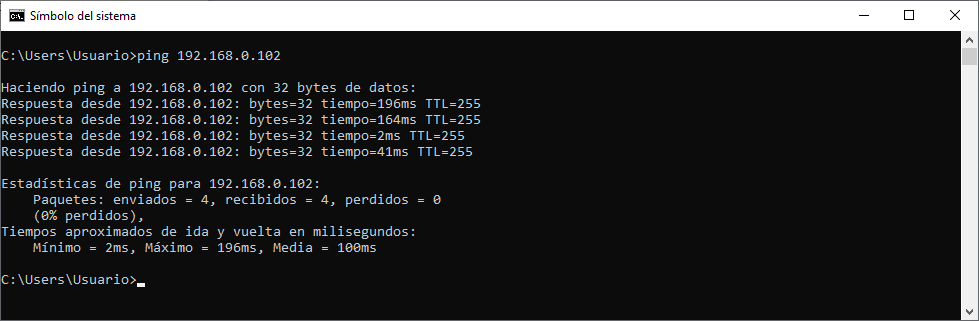 Símbolo del sistema
C:\Users\Usuario>ping 192.168.0.102
Haciendo ping a 192.168.0.102 con 32 bytes de datos:
Respuesta desde 192.168.0.102: bytes=32 tiempo=196ms TTL=255
Respuesta desde 192.168.0.102: bytes=32 tiempo=164ms TTL=255
Respuesta desde 192.168.0.102: bytes=32 tiempo=2ms TTL=255
Respuesta desde 192.168.0.102: bytes=32 tiempo=41ms TTL=255
Estadísticas de ping para 192.168.0.102:
Paquetes: enviados = 4, recibidos = 4, perdidos = 0
(0% perdidos),
Tiempos aproximados de ida y vuelta en milisegundos:
Mínimo = 2ms, Máximo = 196ms, Media = 100ms
C:\Users\Usuario>